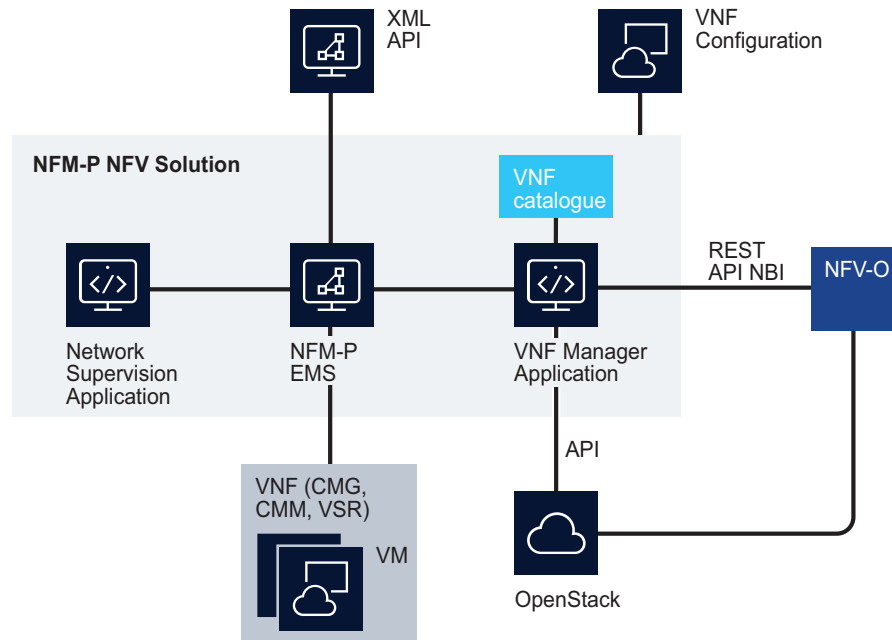 XML
API
VNF
Configuration
NFM-P NFV Solution
VNF
catalogue
REST
API NBI
NFV-O
</>
</>
Network
Supervision
Application
NFM-P
EMS
VNF Manager
Application
API
VNF (CMG,
CMM, VSR)
VM
OpenStack